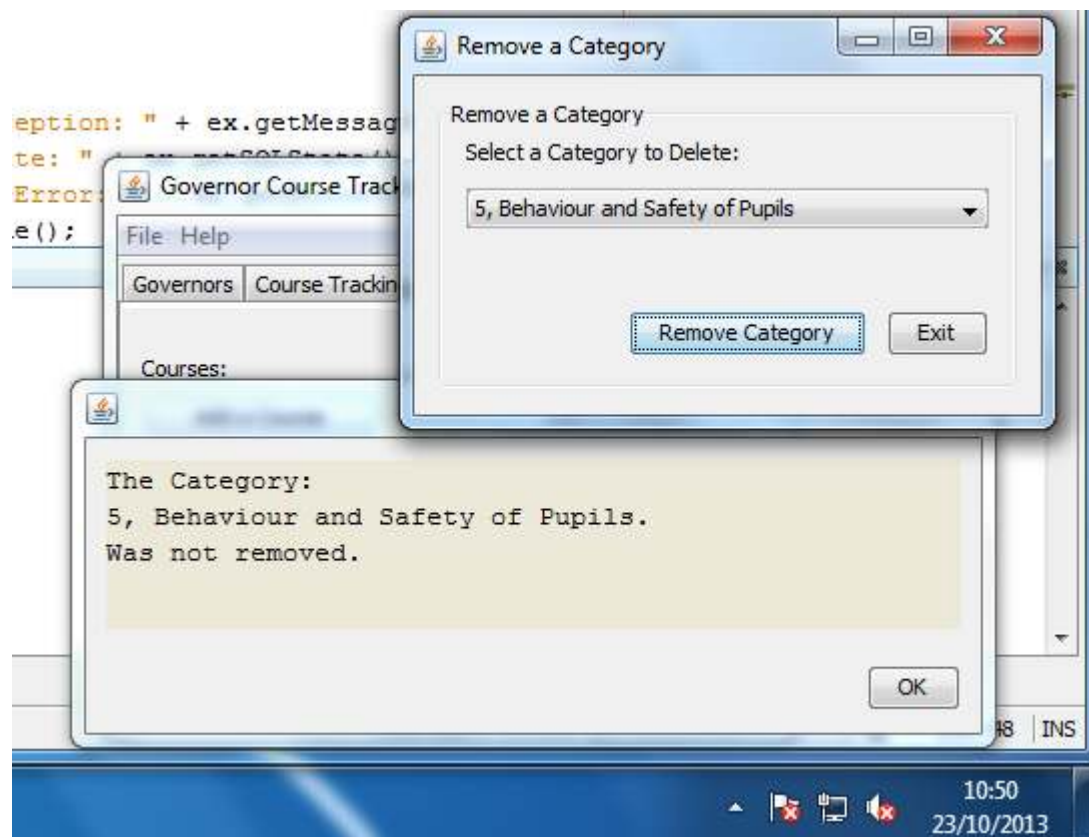 Remove a Category
Remove a Category
Select a Category to Delete:
5, Behaviour and Safety of Pupils
Remove Category Exit
eption: " + ex.getMessag
te: "
Error:
e();
Governor Course Track
File Help
Governors Course Trackin
Courses:
The Category:
5, Behaviour and Safety of Pupils.
Was not removed.
OK
48 INS
10:50
23/10/2013